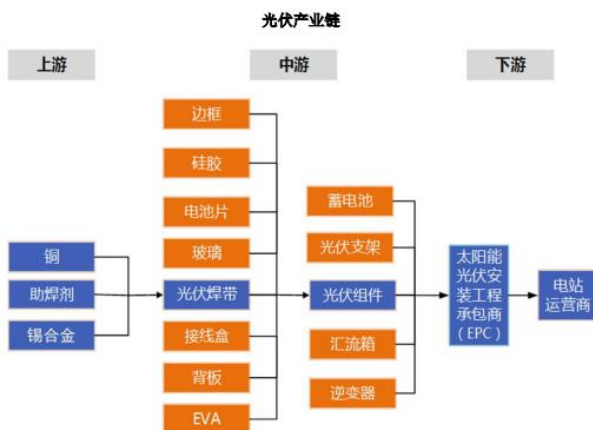 光伏产业链
上游
中游
下游
铜
助焊剂
锡合金
边框
硅胶
电池片
玻璃
光伏焊带
接线盒
背板
EVA
蓄电池
光伏支架
光伏组件
汇流箱
逆变器
太阳能
光伏安
装工程
承包商
（EPC）
电站
运营商